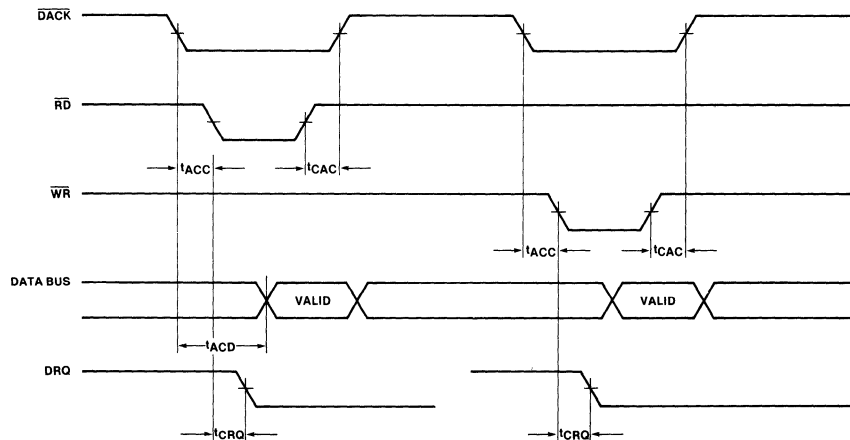 DACK
RD
tACC
tCAC
WR
tACC
tCAC
DATA BUS
VALID
VALID
tACD
DRQ
tCRQ
tCRQ